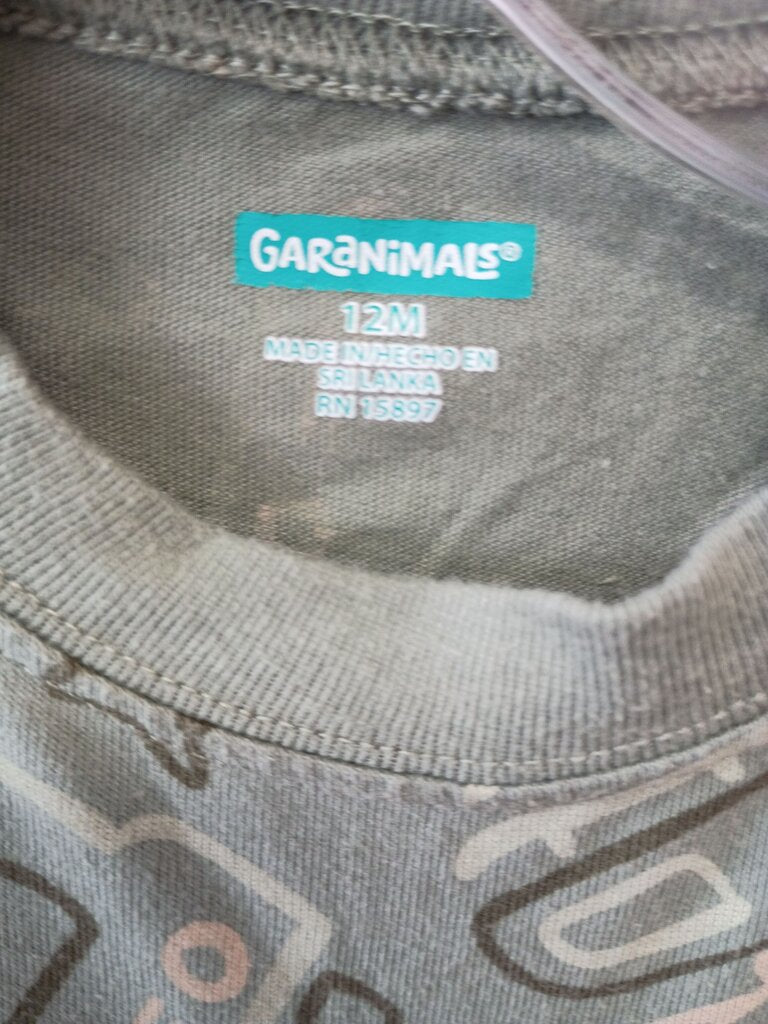 GARaNiMALS®
12M
MADE IN/HECHO EN
SRI LANKA
RN 15897